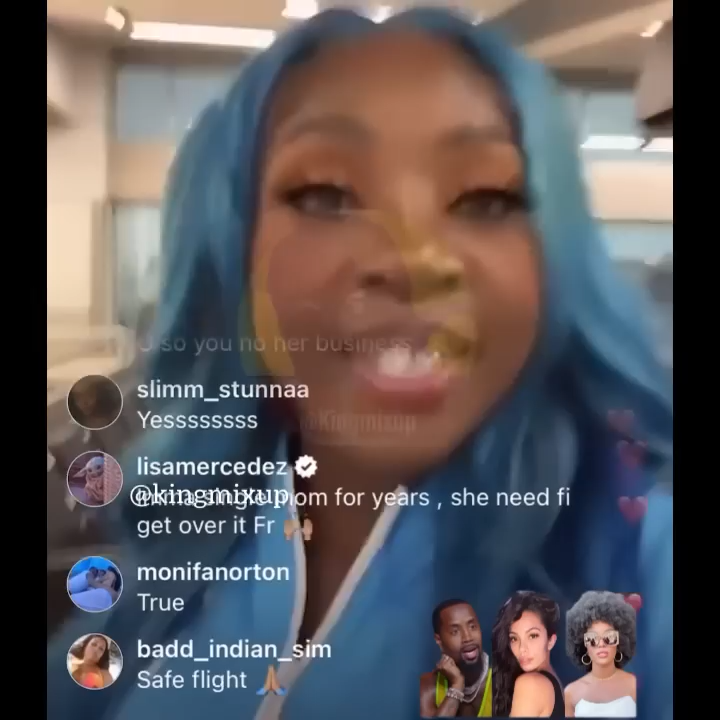 so you no her business
slimm_stunnaa
Yesssssssss
lisamercedez
@kingmixup
single mom for years , she need fi
get over it Fr 🙌🏽
monifanorton
True
badd_indian_sim
Safe flight 🙏🏽
@Kingmixup